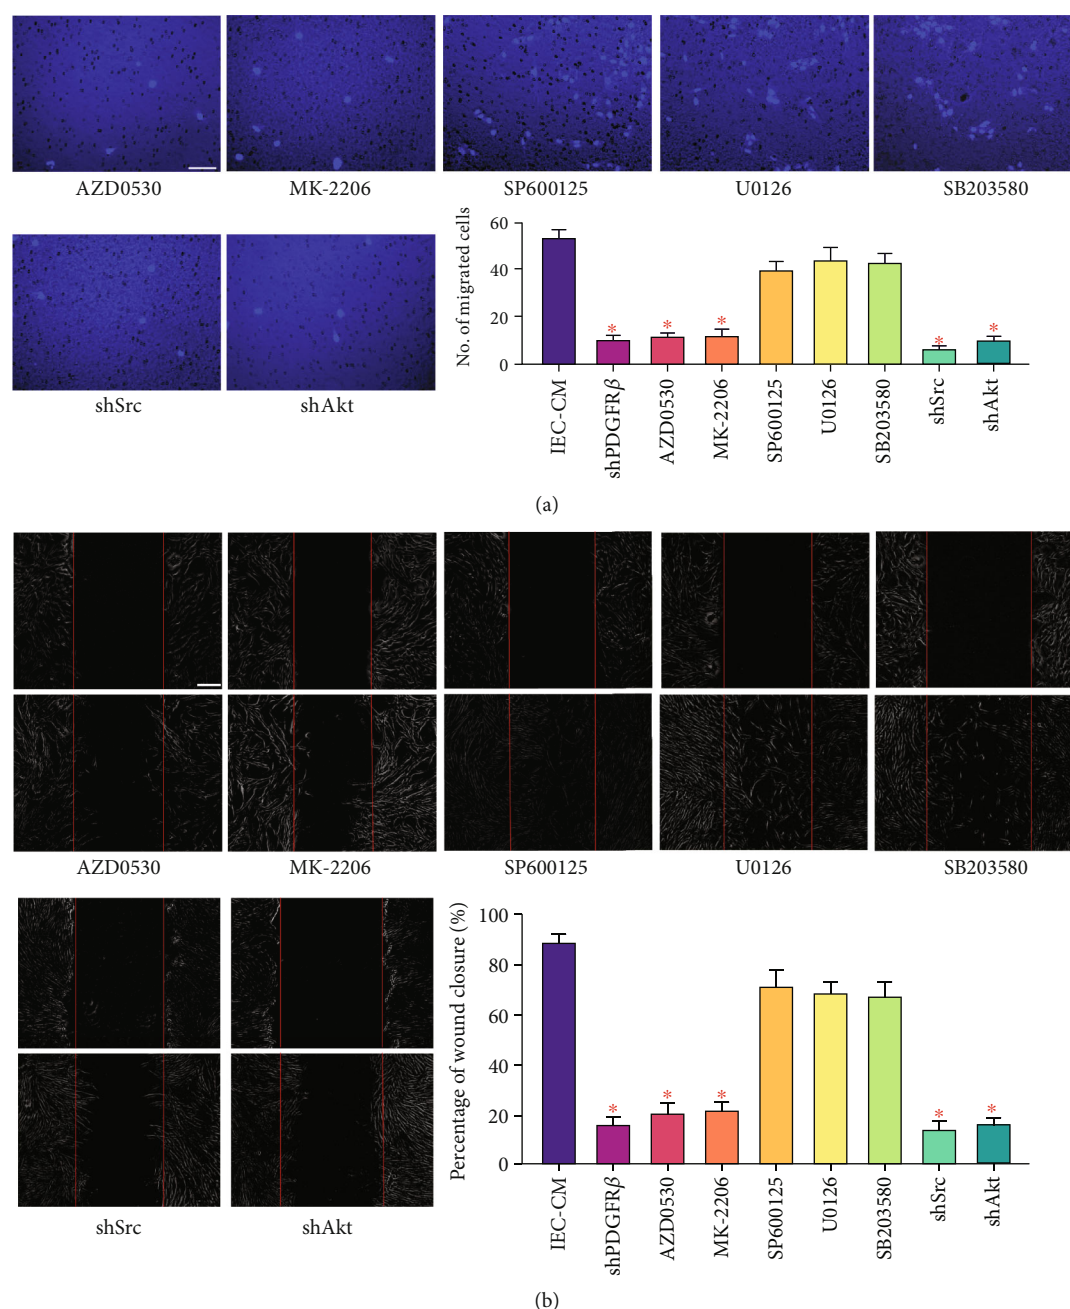 AZD0530
MK-2206
SP600125
U0126
SB203580
shSrc
shAkt
No. of migrated cells
60
40
20
0
* * * * *
IEC-CM
shPDGFRβ
AZD0530
MK-2206
SP600125
U0126
SB203580
shSrc
shAkt
(a)
AZD0530
MK-2206
SP600125
U0126
SB203580
shSrc
shAkt
Percentage of wound closure (%)
100
80
60
40
20
0
* * * * *
IEC-CM
shPDGFRβ
AZD0530
MK-2206
SP600125
U0126
SB203580
shSrc
shAkt
(b)